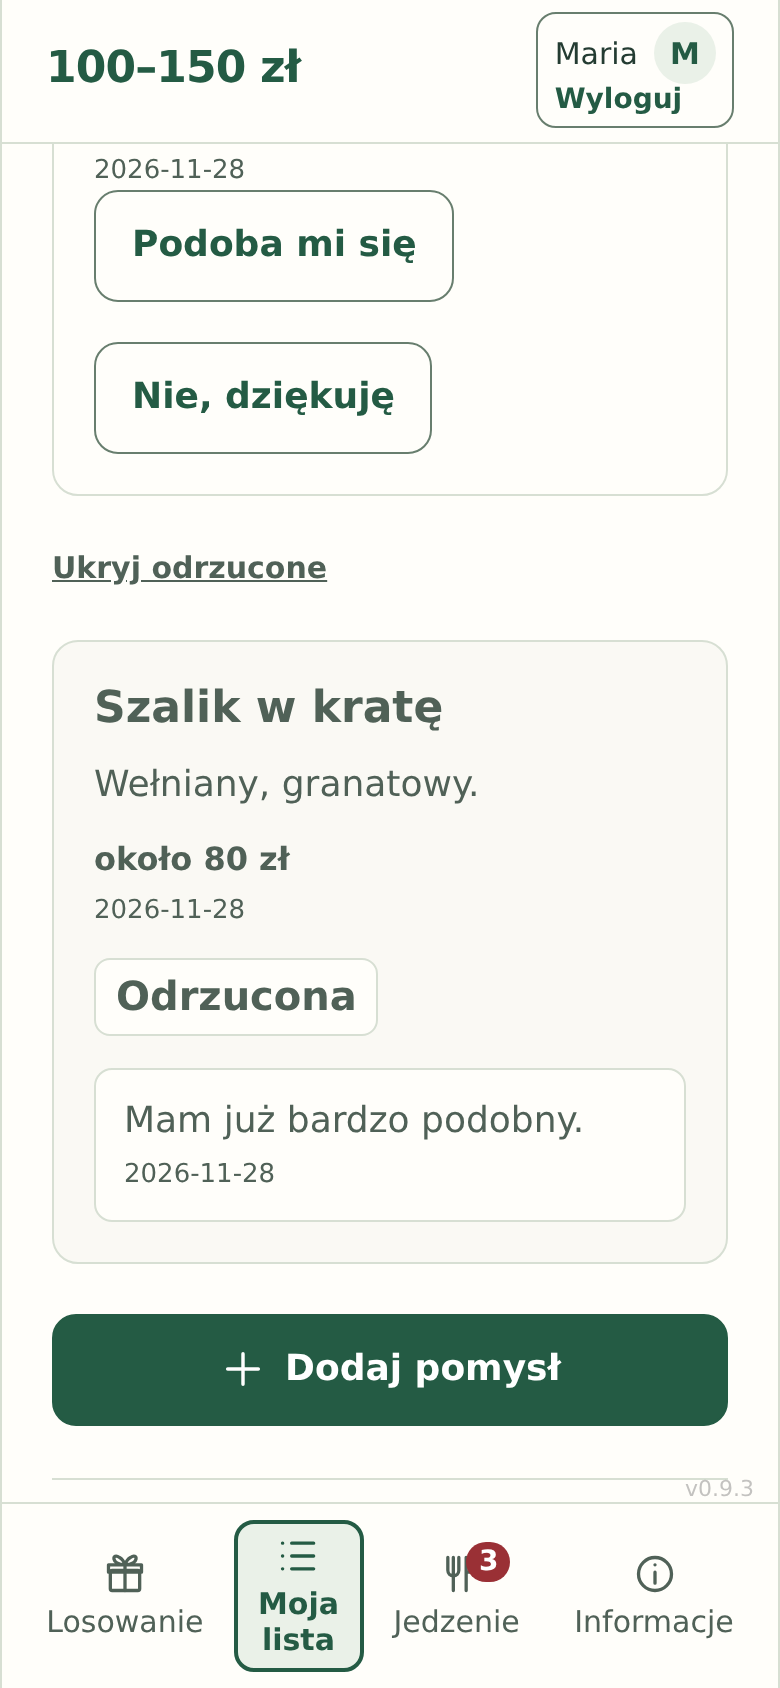 100–150 zł
Maria
M
Wyloguj
2026-11-28
Podoba mi się
Nie, dziękuję
Ukryj odrzucone
Szalik w kratę
Wełniany, granatowy.
około 80 zł
2026-11-28
Odrzucona
Mam już bardzo podobny.
2026-11-28
Dodaj pomysł
v0.9.3
Losowanie
Moja
lista
3
Jedzenie
Informacje